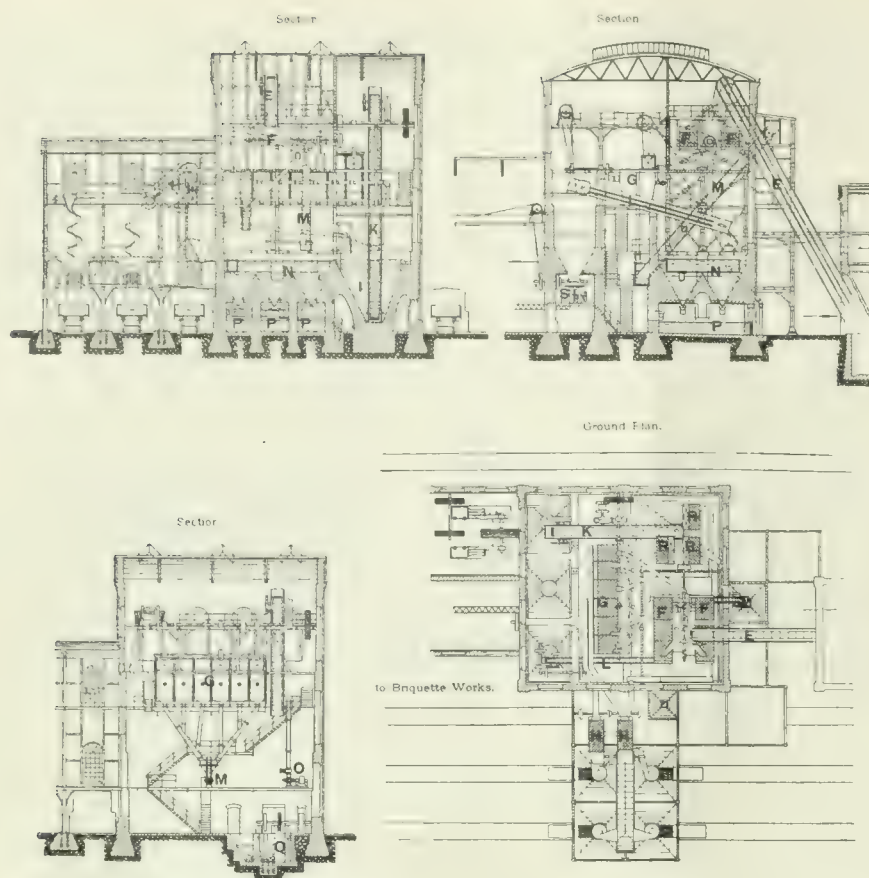 Section
Section
E
F
M
K
N
P P P
F F
E
G
M
N
S
P
Ground Plan.
Section
K
R
R R
G
F F
E
L
to Briquette Works.
H H
G
M
O
Q